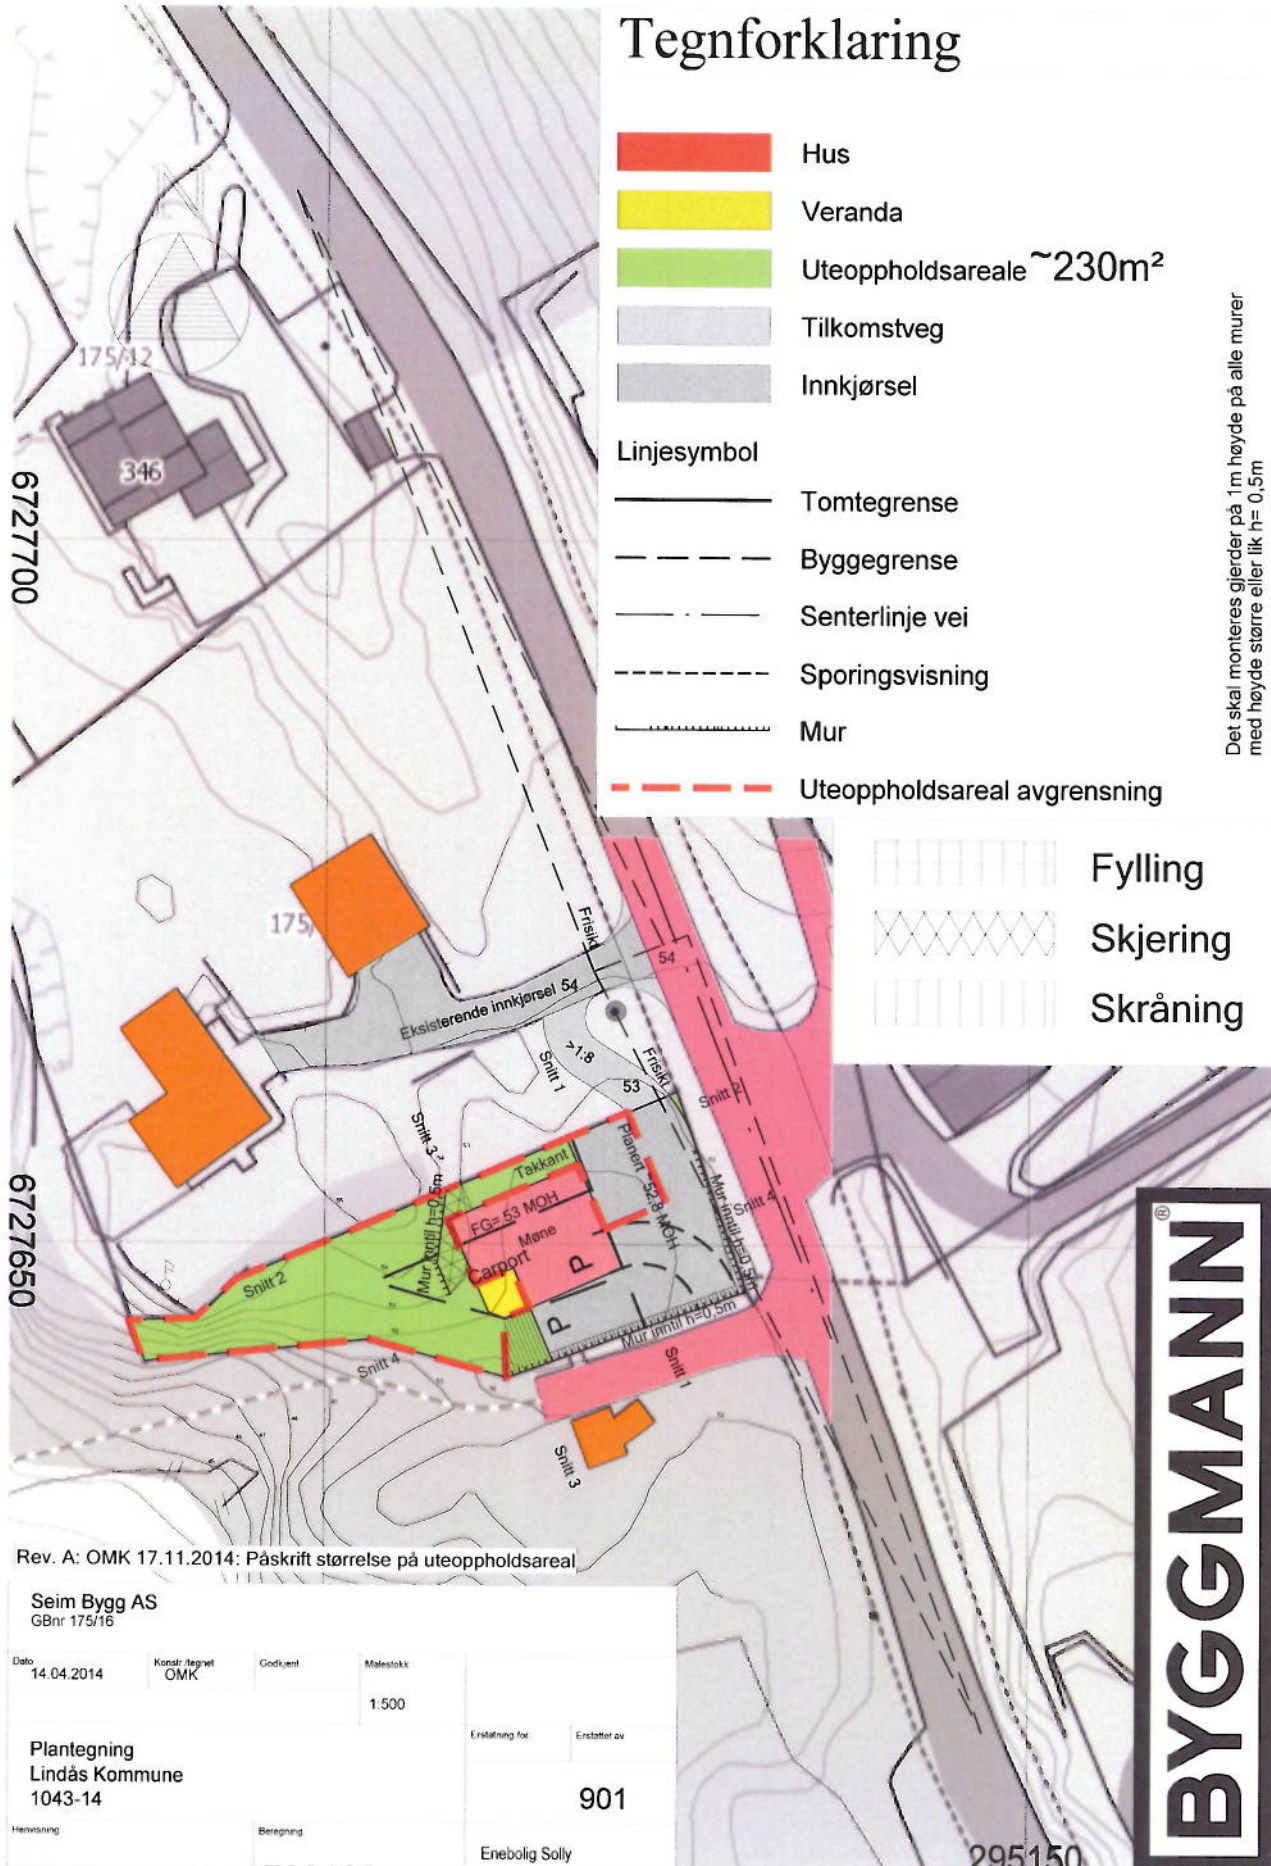 Tegnforklaring
Hus
Veranda
Uteoppholdsareale ~230m²
Tilkomstveg
Innkjørsel
Linjesymbol
Tomtegrense
Byggegrense
Senterlinje vei
Sporingsvisning
Mur
Uteoppholdsareal avgrensning
Fylling
Skjering
Skråning
Det skal monteres gjerder på 1m høyde på alle murer
med høyde større eller lik h= 0,5m
N
175/12
346
6727700
175/
Frisikt
54
Eksisterende innkjørsel 54
>1:8
Snitt 1
Frisikt
53
Snitt 2
Snitt 3
Planert 52,8 MOH
Takkant
Mur inntil h=0,5m
Snitt 4
FG= 53 MOH
Møne
Mur inntil h=0,5m
Carport
P
P
Snitt 2
Mur inntil h=0,5m
Snitt 4
Snitt 1
Snitt 3
6727650
Rev. A: OMK 17.11.2014: Påskrift størrelse på uteoppholdsareal
Seim Bygg AS
GBnr 175/16
Dato
14.04.2014
Konstr./tegnet
OMK
Godkjent
Malestokk
1:500
Plantegning
Lindås Kommune
1043-14
Erstatning for
Erstattet av
901
Henvisning
Beregning
Enebolig Solly
295150
BYGGMANN®